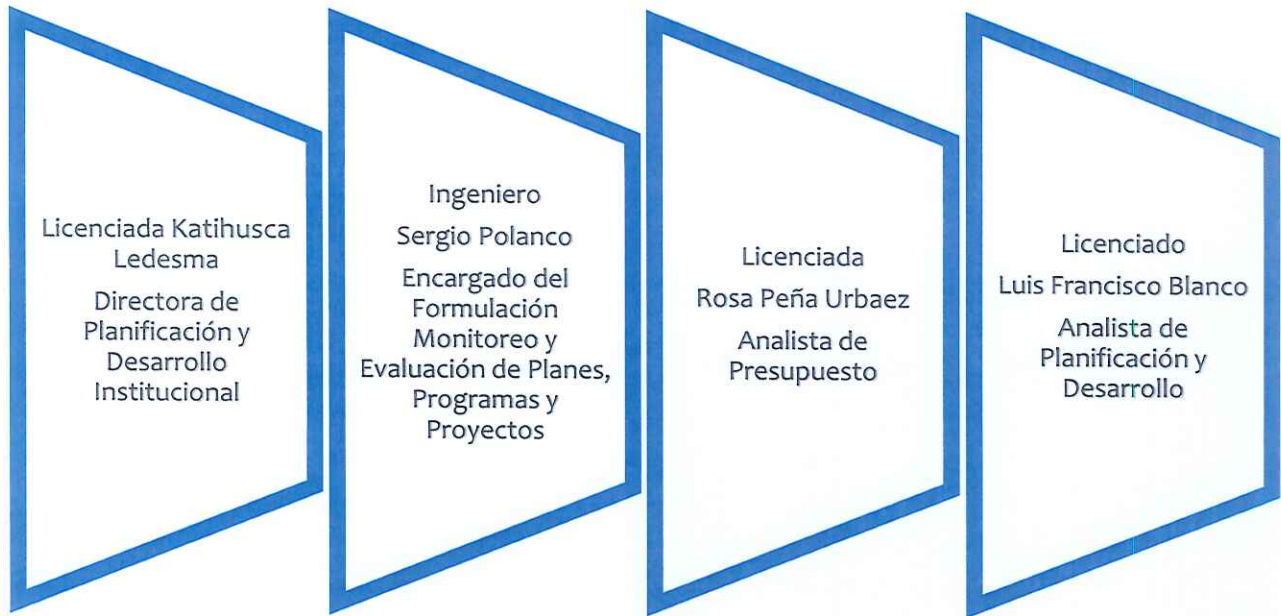 Licenciada Katihusca
Ledesma
Directora de
Planificación y
Desarrollo
Institucional
Ingeniero
Sergio Polanco
Encargado del
Formulación
Monitoreo y
Evaluación de Planes,
Programas y
Proyectos
Licenciada
Rosa Peña Urbaez
Analista de
Presupuesto
Licenciado
Luis Francisco Blanco
Analista de
Planificación y
Desarrollo